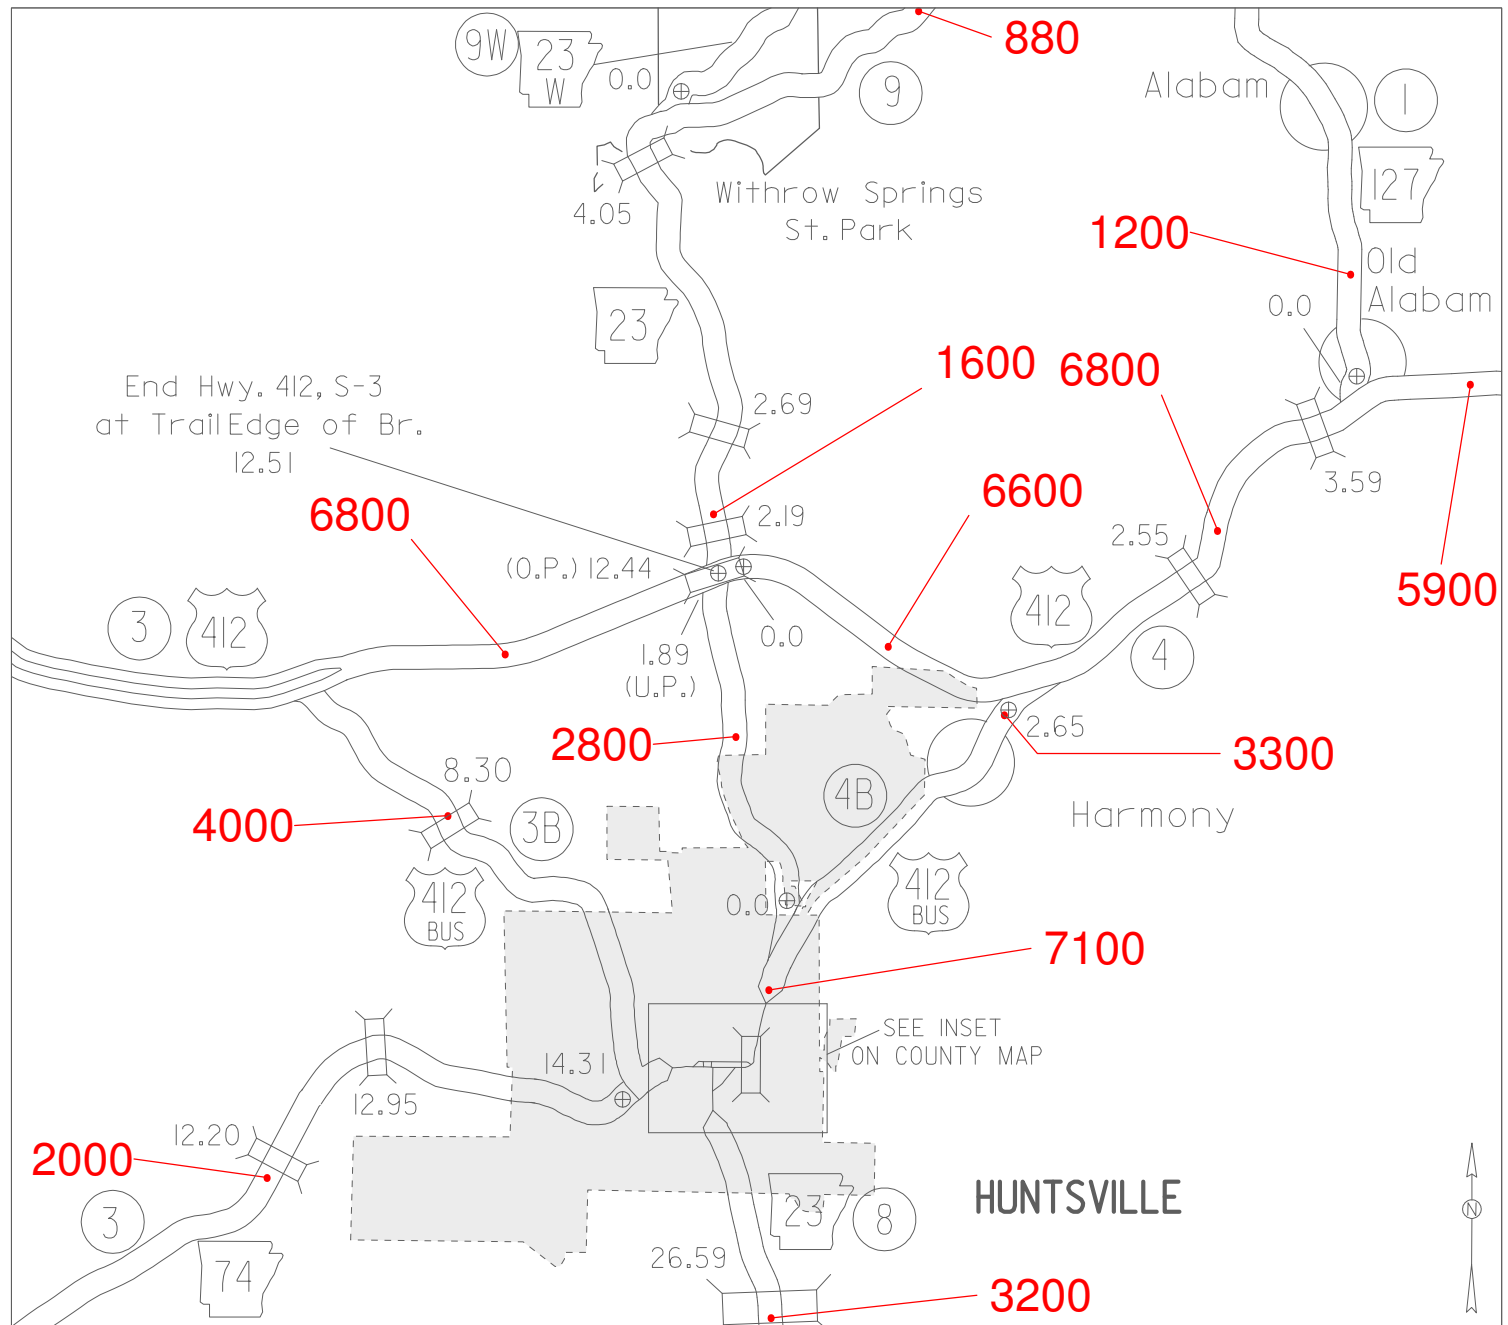 880
9W
23
W
0.0
9
Alabam
1
127
4.05
Withrow Springs
St. Park
1200
Old
Alabam
0.0
23
1600
6800
End Hwy. 412, S-3
at Trail Edge of Br.
12.51
2.69
5900
3.59
6800
6600
2.19
2.55
(O.P.) 12.44
3
412
412
4
0.0
1.89
(U.P.)
2800
2.65
3300
8.30
4B
4000
3B
Harmony
412
BUS
412
BUS
0.0
7100
SEE INSET
ON COUNTY MAP
14.31
12.95
12.20
2000
3
74
HUNTSVILLE
23
8
N
26.59
3200